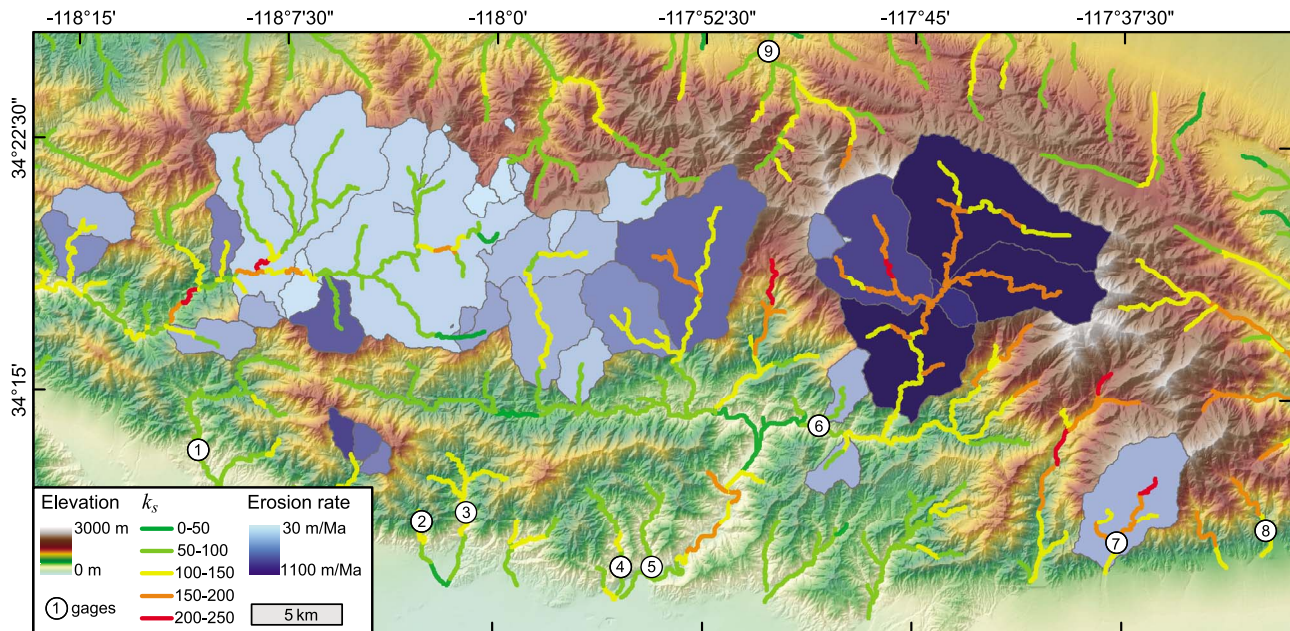 -118°15' -118°7'30" -118°0' -117°52'30" -117°45' -117°37'30"
34°22'30"
34°15'
9
6
1
2
3
4
5
7
8
Elevation kₛ Erosion rate
3000 m 0-50 30 m/Ma
50-100
100-150
0 m 150-200 1100 m/Ma
1 gages 200-250 5 km